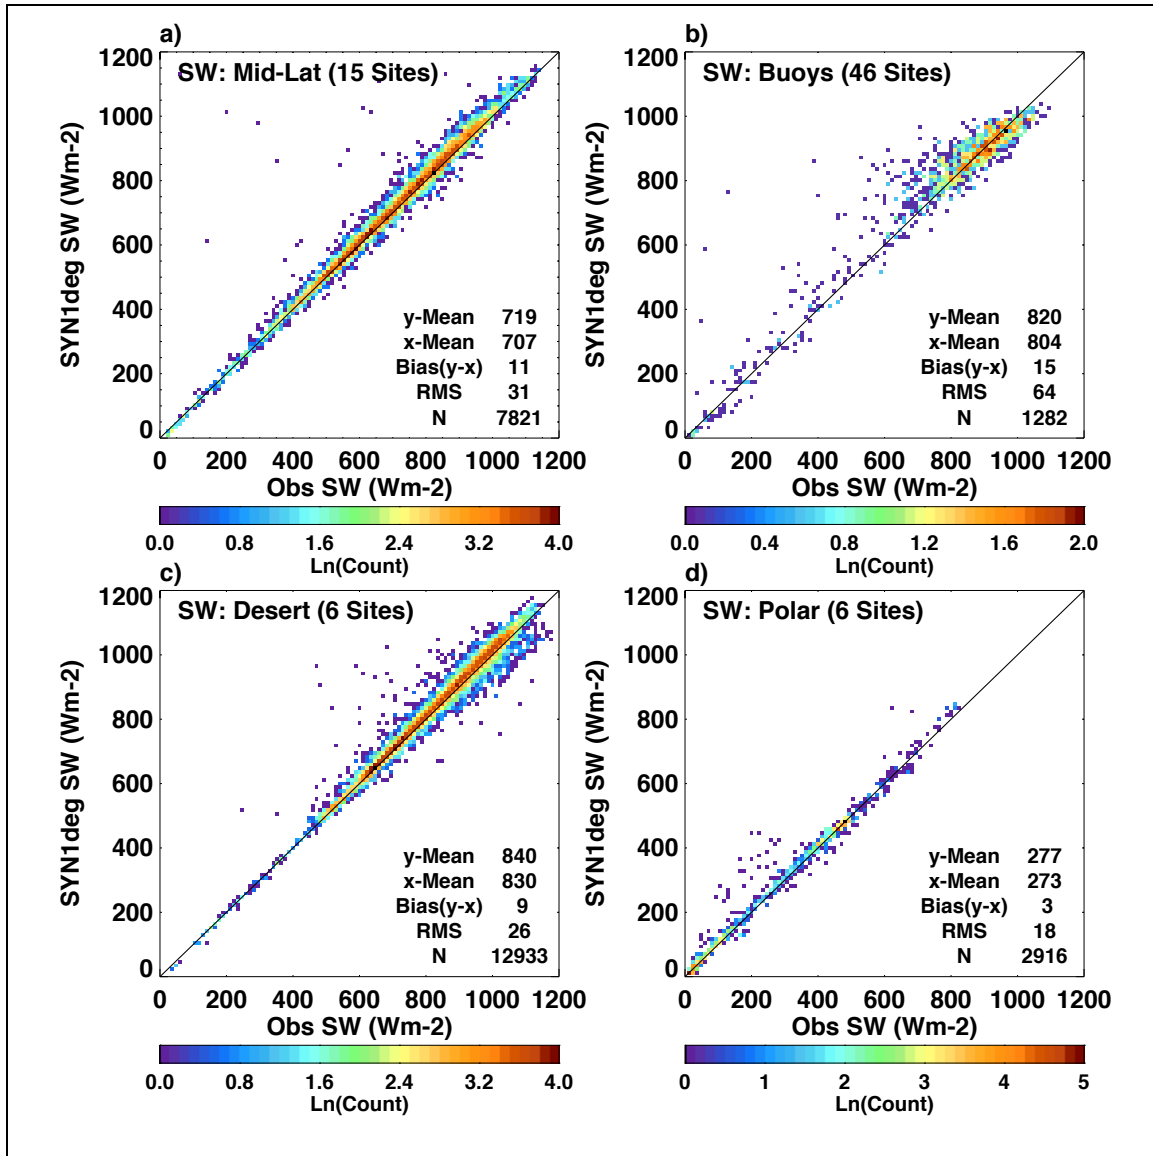 a)
SW: Mid-Lat (15 Sites)
SYN1deg SW (Wm-2)
1200
1000
800
600
400
200
0
y-Mean 719
x-Mean 707
Bias(y-x) 11
RMS 31
N 7821
0 200 400 600 800 1000 1200
Obs SW (Wm-2)
0.0 0.8 1.6 2.4 3.2 4.0
Ln(Count)
b)
SW: Buoys (46 Sites)
SYN1deg SW (Wm-2)
1200
1000
800
600
400
200
0
y-Mean 820
x-Mean 804
Bias(y-x) 15
RMS 64
N 1282
0 200 400 600 800 1000 1200
Obs SW (Wm-2)
0.0 0.4 0.8 1.2 1.6 2.0
Ln(Count)
c)
SW: Desert (6 Sites)
SYN1deg SW (Wm-2)
1200
1000
800
600
400
200
0
y-Mean 840
x-Mean 830
Bias(y-x) 9
RMS 26
N 12933
0 200 400 600 800 1000 1200
Obs SW (Wm-2)
0.0 0.8 1.6 2.4 3.2 4.0
Ln(Count)
d)
SW: Polar (6 Sites)
SYN1deg SW (Wm-2)
1200
1000
800
600
400
200
0
y-Mean 277
x-Mean 273
Bias(y-x) 3
RMS 18
N 2916
0 200 400 600 800 1000 1200
Obs SW (Wm-2)
0 1 2 3 4 5
Ln(Count)